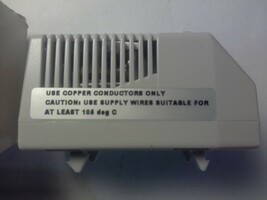 USE COPPER CONDUCTORS ONLY
CAUTION: USE SUPPLY WIRES SUITABLE FOR
AT LEAST 105 deg C